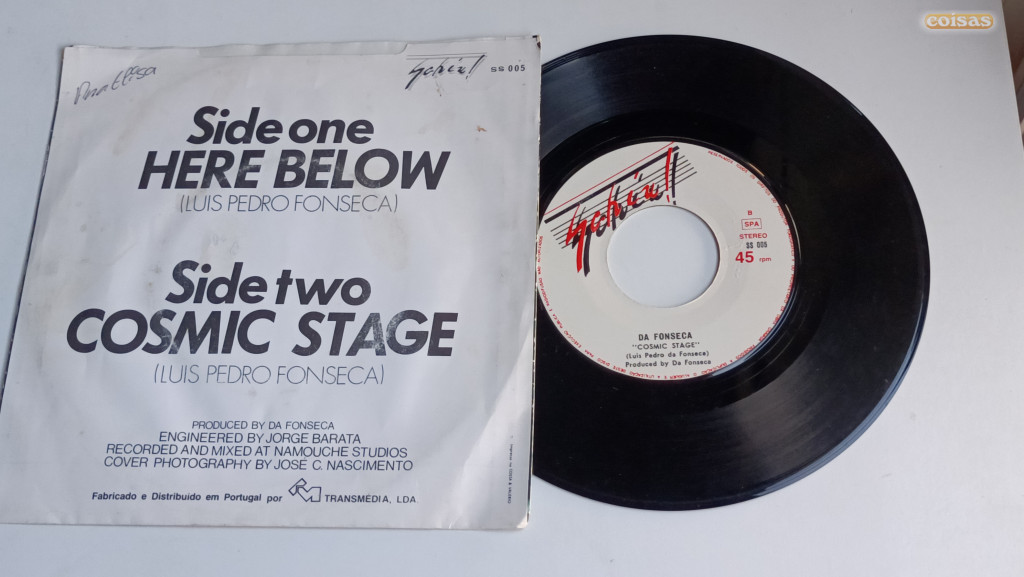 coisas
Ana Elisa
Schiu!
SS 005
Side one
HERE BELOW
(LUIS PEDRO FONSECA)
Side two
COSMIC STAGE
(LUIS PEDRO FONSECA)
PRODUCED BY DA FONSECA
ENGINEERED BY JORGE BARATA
RECORDED AND MIXED AT NAMOUCHE STUDIOS
COVER PHOTOGRAPHY BY JOSÉ C. NASCIMENTO
Fabricado e Distribuido em Portugal por
TRANSMÉDIA, LDA
Schiu!
B
SPA
STEREO
SS 005
45 rpm
DA FONSECA
"COSMIC STAGE"
(Luis Pedro da Fonseca)
Produced by Da Fonseca